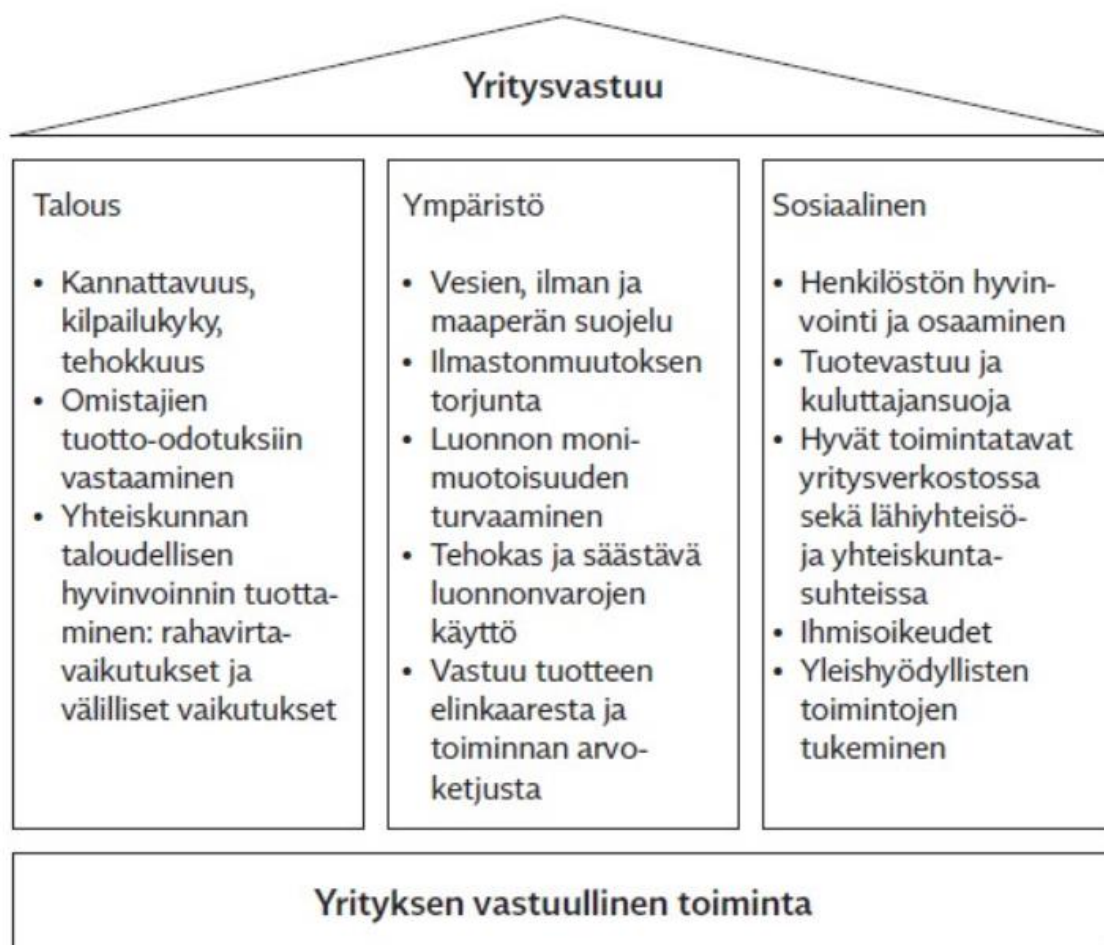 Yritysvastuu
Talous
• Kannattavuus,
kilpailukyky,
tehokkuus
• Omistajien
tuotto-odotuksiin
vastaaminen
• Yhteiskunnan
taloudellisen
hyvinvoinnin tuotta-
minen: rahavirta-
vaikutukset ja
välilliset vaikutukset
Ympäristö
• Vesien, ilman ja
maaperän suojelu
• Ilmastonmuutoksen
torjunta
• Luonnon moni-
muotoisuuden
turvaaminen
• Tehokas ja säästävä
luonnonvarojen
käyttö
• Vastuu tuotteen
elinkaaresta ja
toiminnan arvo-
ketjusta
Sosiaalinen
• Henkilöstön hyvin-
vointi ja osaaminen
• Tuotevastuu ja
kuluttajansuoja
• Hyvät toimintatavat
yritysverkostossa
sekä lähiyhteisö-
ja yhteiskunta-
suhteissa
• Ihmisoikeudet
• Yleishyödyllisten
toimintojen
tukeminen
Yrityksen vastuullinen toiminta